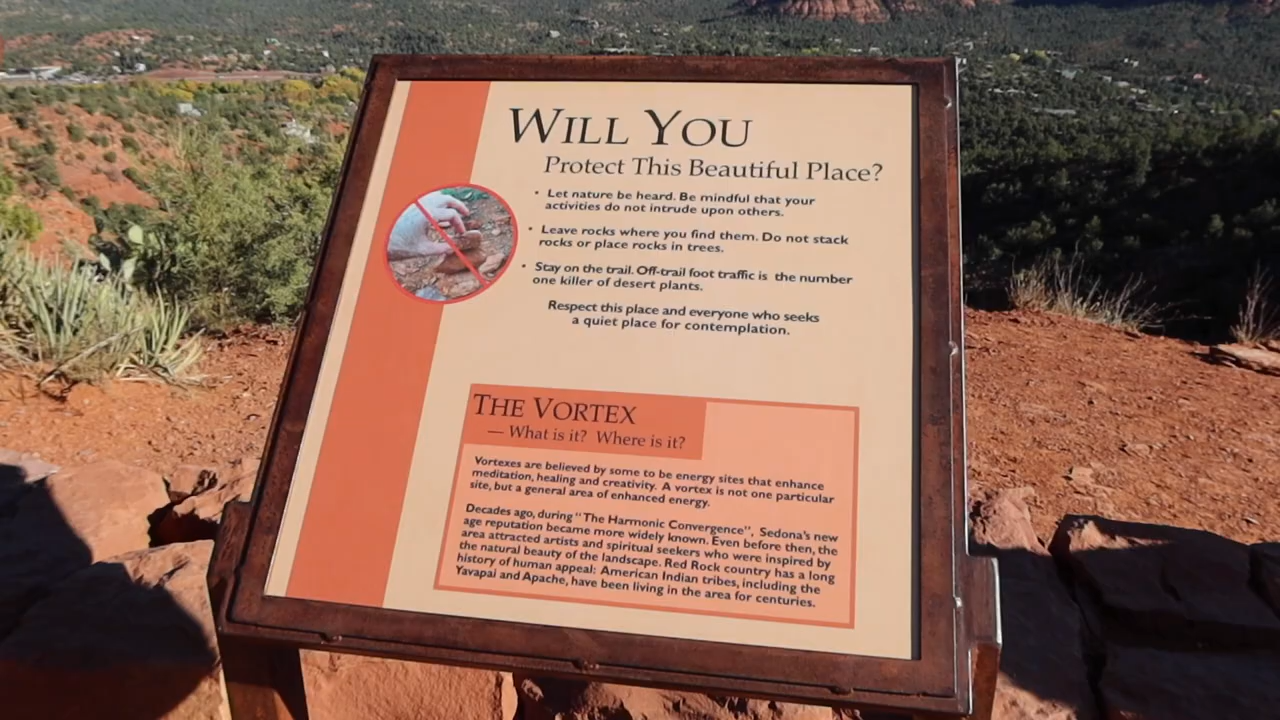 WILL YOU
Protect This Beautiful Place?
• Let nature be heard. Be mindful that your
activities do not intrude upon others.
• Leave rocks where you find them. Do not stack
rocks or place rocks in trees.
• Stay on the trail. Off-trail foot traffic is the number
one killer of desert plants.
Respect this place and everyone who seeks
a quiet place for contemplation.
THE VORTEX
— What is it? Where is it?
Vortexes are believed by some to be energy sites that enhance
meditation, healing and creativity. A vortex is not one particular
site, but a general area of enhanced energy.
Decades ago, during "The Harmonic Convergence", Sedona's new
age reputation became more widely known. Even before then, the
area attracted artists and spiritual seekers who were inspired by
the natural beauty of the landscape. Red Rock country has a long
history of human appeal: American Indian tribes, including the
Yavapai and Apache, have been living in the area for centuries.